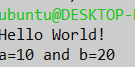 ubuntu@DESKTOP-
Hello World!
a=10 and b=20